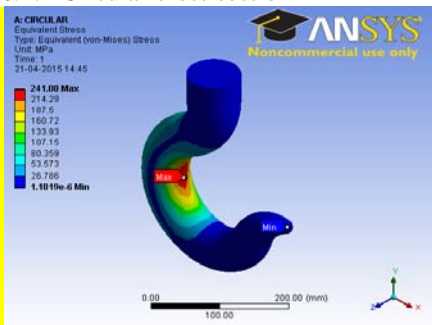 A: CIRCULAR
Equivalent Stress
Type: Equivalent (von-Mises) Stress
Unit: MPa
Time: 1
21-04-2015 14:45
241.08 Max
214.29
187.5
160.72
133.93
107.15
80.359
53.573
26.786
1.1819e-6 Min
ANSYS
Noncommercial use only
Max
Min
0.00
200.00 (mm)
100.00
Y
Z
X